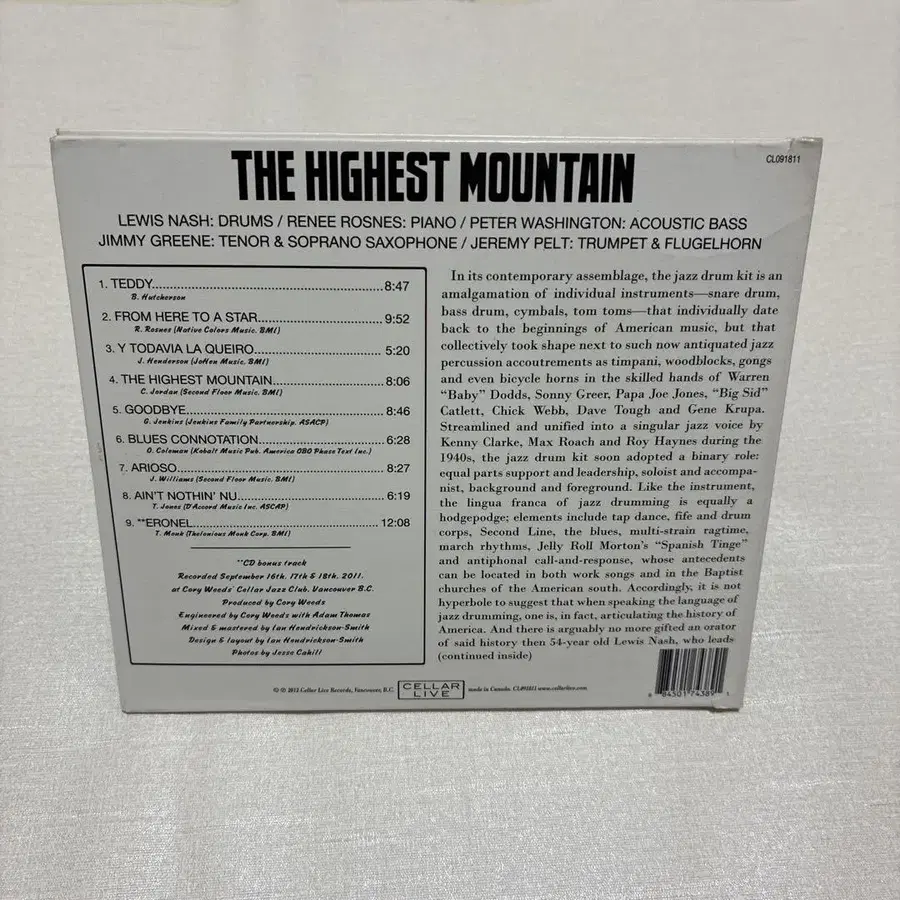 THE HIGHEST MOUNTAIN
CL091811
LEWIS NASH: DRUMS / RENEE ROSNES: PIANO / PETER WASHINGTON: ACOUSTIC BASS
JIMMY GREENE: TENOR & SOPRANO SAXOPHONE / JEREMY PELT: TRUMPET & FLUGELHORN
1. TEDDY...8:47
B. Hutcherson
2. FROM HERE TO A STAR...9:52
R. Rosnes (Native Colors Music. BMI)
3. Y TODAVIA LA QUEIRO...5:20
J. Henderson (JoHen Music. BMI)
4. THE HIGHEST MOUNTAIN...8:06
C. Jordan (Second Floor Music. BMI)
5. GOODBYE...8:46
G. Jenkins (Jenkins Family Partnership. ASACP)
6. BLUES CONNOTATION...6:28
O. Coleman (Kobalt Music Pub. America OBO Phase Text Inc.)
7. ARIOSO...8:27
J. Williams (Second Floor Music. BMI)
8. AIN'T NOTHIN' NU...6:19
T. Jones (D'Accord Music Inc. ASCAP)
9. **ERONEL...12:08
T. Monk (Thelonious Monk Corp. BMI)
**CD bonus track
Recorded September 16th. 17th & 18th. 2011.
at Cory Weeds' Cellar Jazz Club. Vancouver B.C.
Produced by Cory Weeds
Engineered by Cory Weeds with Adam Thomas
Mixed & mastered by Ian Hendrickson-Smith
Design & layout by Ian Hendrickson-Smith
Photos by Jesse Cahill
In its contemporary assemblage, the jazz drum kit is an
amalgamation of individual instruments—snare drum,
bass drum, cymbals, tom toms—that individually date
back to the beginnings of American music, but that
collectively took shape next to such now antiquated jazz
percussion accoutrements as timpani, woodblocks, gongs
and even bicycle horns in the skilled hands of Warren
“Baby” Dodds, Sonny Greer, Papa Joe Jones, “Big Sid”
Catlett, Chick Webb, Dave Tough and Gene Krupa.
Streamlined and unified into a singular jazz voice by
Kenny Clarke, Max Roach and Roy Haynes during the
1940s, the jazz drum kit soon adopted a binary role:
equal parts support and leadership, soloist and accompa-
nist, background and foreground. Like the instrument,
the lingua franca of jazz drumming is equally a
hodgepodge; elements include tap dance, fife and drum
corps, Second Line, the blues, multi-strain ragtime,
march rhythms, Jelly Roll Morton's “Spanish Tinge”
and antiphonal call-and-response, whose antecedents
can be located in both work songs and in the Baptist
churches of the American south. Accordingly, it is not
hyperbole to suggest that when speaking the language of
jazz drumming, one is, in fact, articulating the history of
America. And there is arguably no more gifted an orator
of said history then 54-year old Lewis Nash, who leads
(continued inside)
© ℗ 2013 Cellar Live Records, Vancouver, B.C.
CELLAR
LIVE
made in Canada. CL091811 www.cellarlive.com
8 84501 74389 1